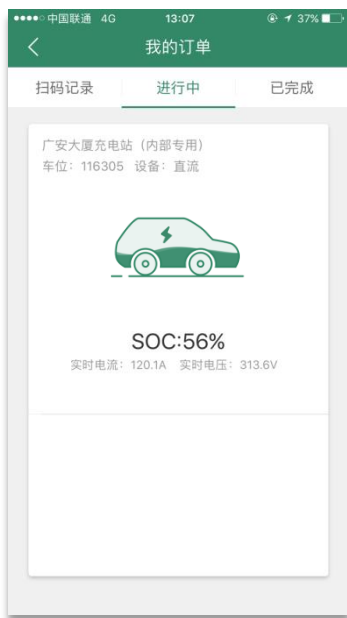 中国联通 4G 13:07 37%
我的订单
扫码记录 进行中 已完成
广安大厦充电站（内部专用）
车位：116305 设备：直流
SOC:56%
实时电流：120.1A 实时电压：313.6V